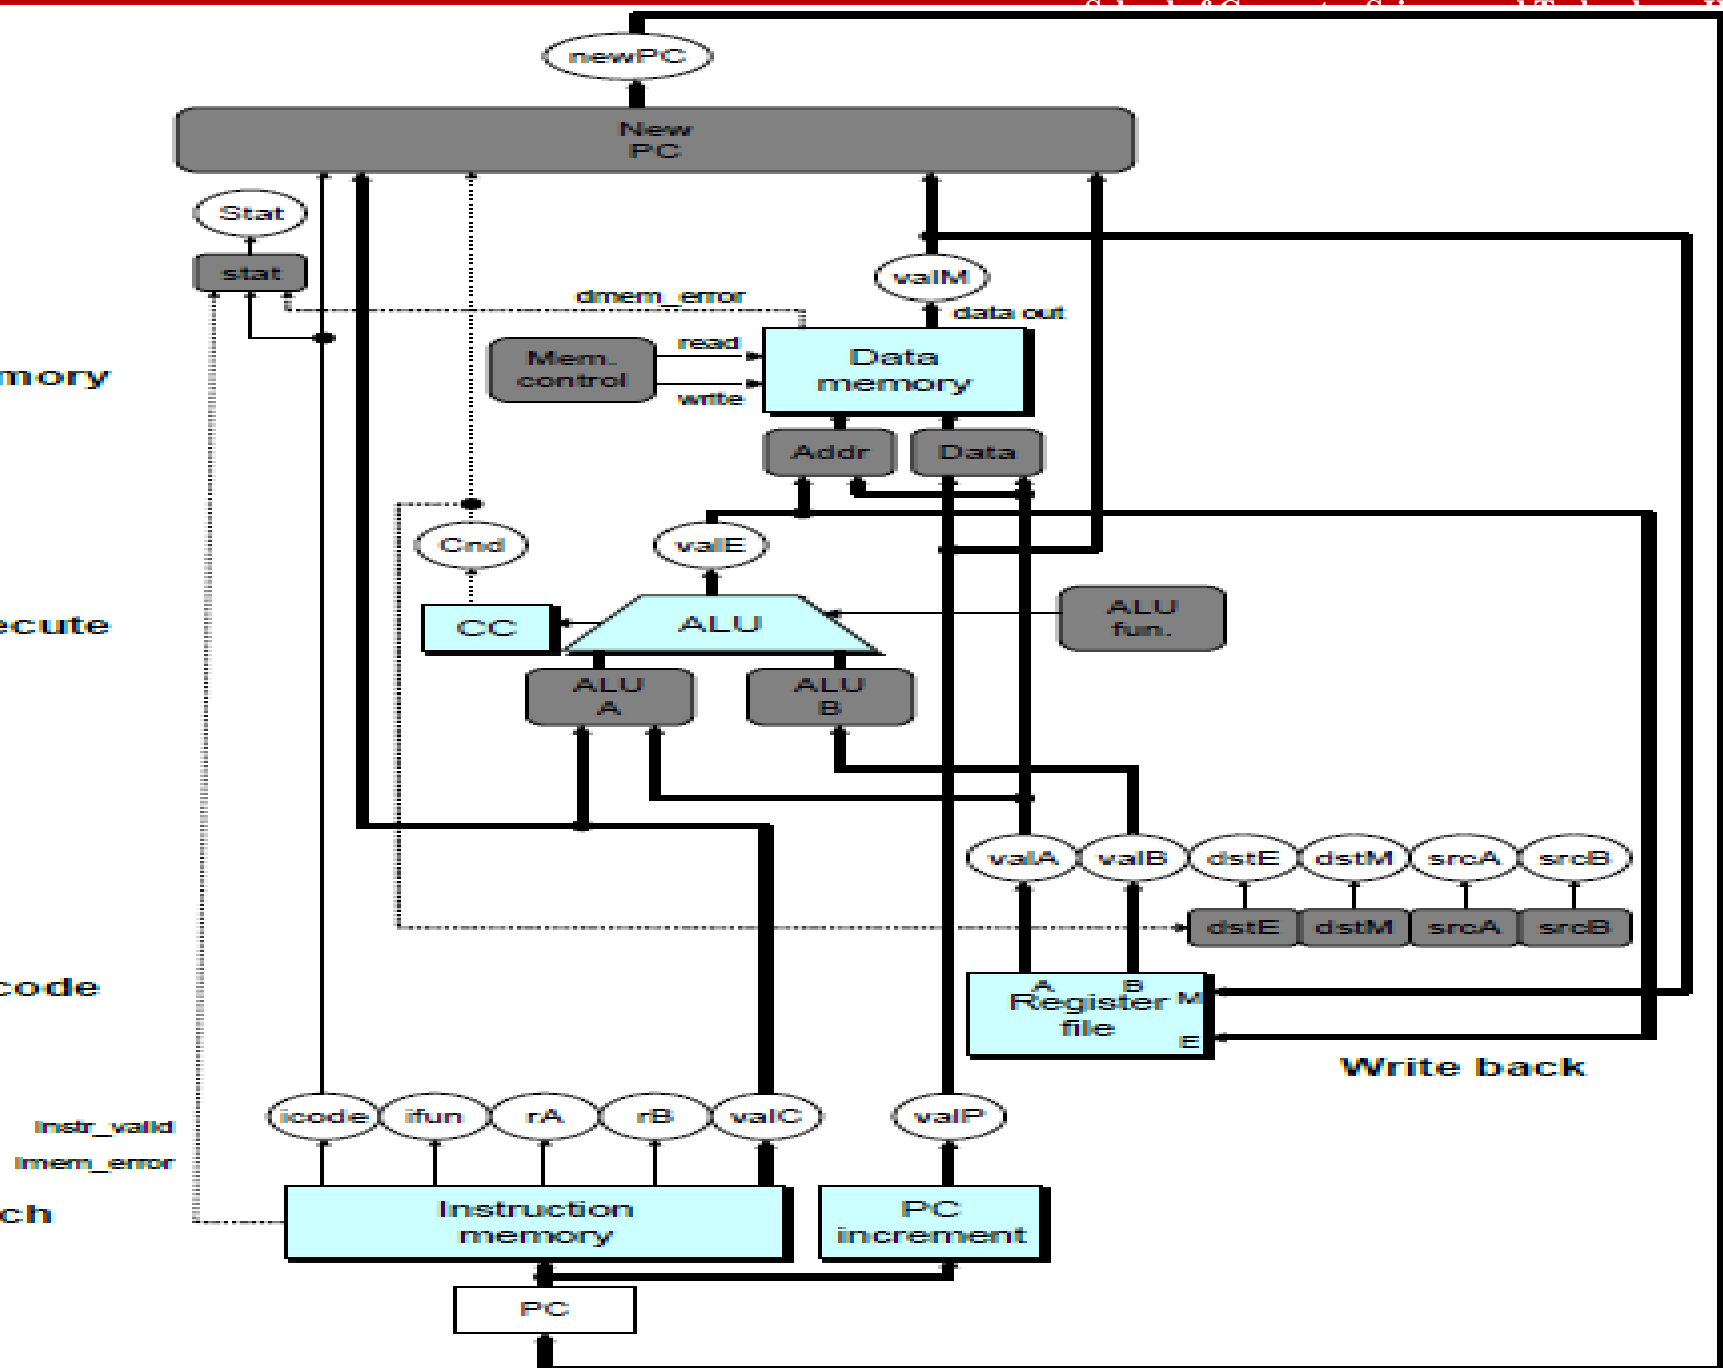 newPC
New
PC
Stat
stat
valM
dmem_error
data out
Mem.
control
read
write
Data
memory
mory
Addr
Data
Cnd
valE
CC
ALU
ALU
fun.
ecute
ALU
A
ALU
B
valA
valB
dstE
dstM
srcA
srcB
dstE
dstM
srcA
srcB
code
A
B
Register
file
M
E
Write back
icode
ifun
rA
rB
valC
valP
Instr_valid
Imem_error
ch
Instruction
memory
PC
increment
PC